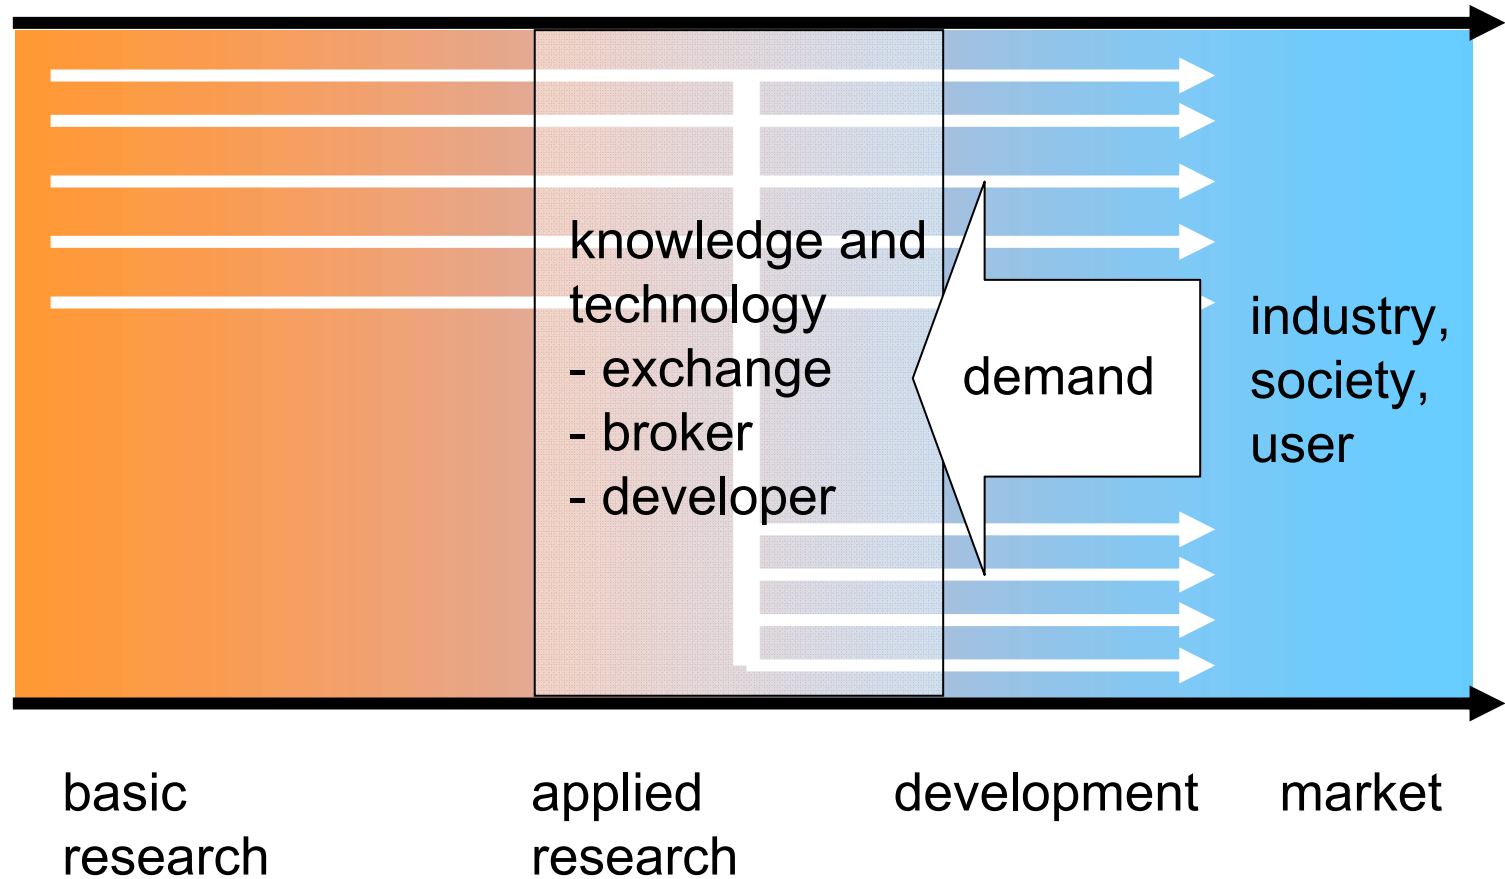 knowledge and
technology
- exchange
- broker
- developer
demand
industry,
society,
user
basic
research
applied
research
development
market